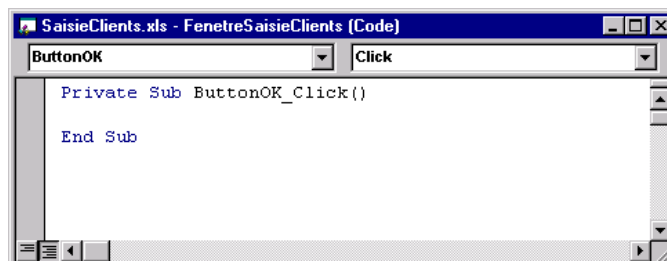 SaisieClients.xls - FenetreSaisieClients (Code)
ButtonOK Click
Private Sub ButtonOK_Click()
End Sub